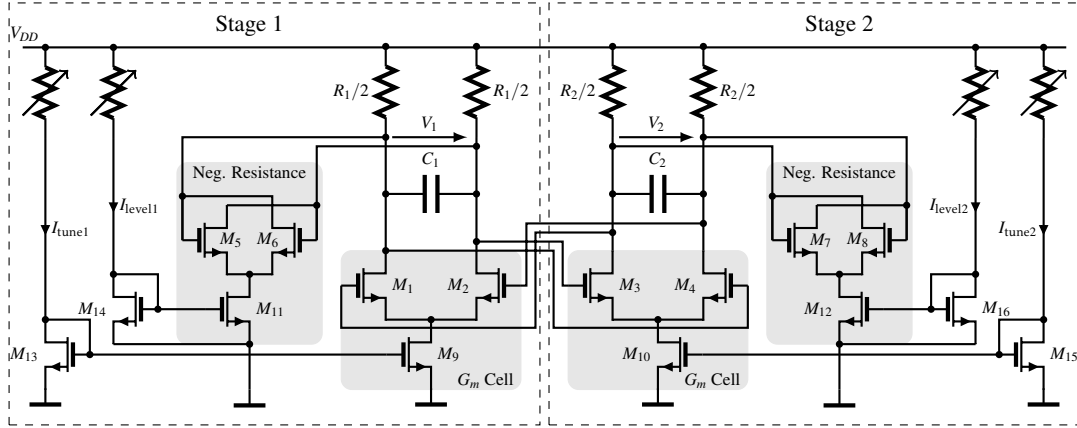 Stage 1
Stage 2
V_DD
R_1/2
R_1/2
R_2/2
R_2/2
V_1
V_2
C_1
C_2
Neg. Resistance
Neg. Resistance
I_level1
I_level2
I_tune1
I_tune2
M_5
M_6
M_7
M_8
M_1
M_2
M_3
M_4
M_14
M_11
M_12
M_16
M_13
M_9
M_10
M_15
G_m Cell
G_m Cell